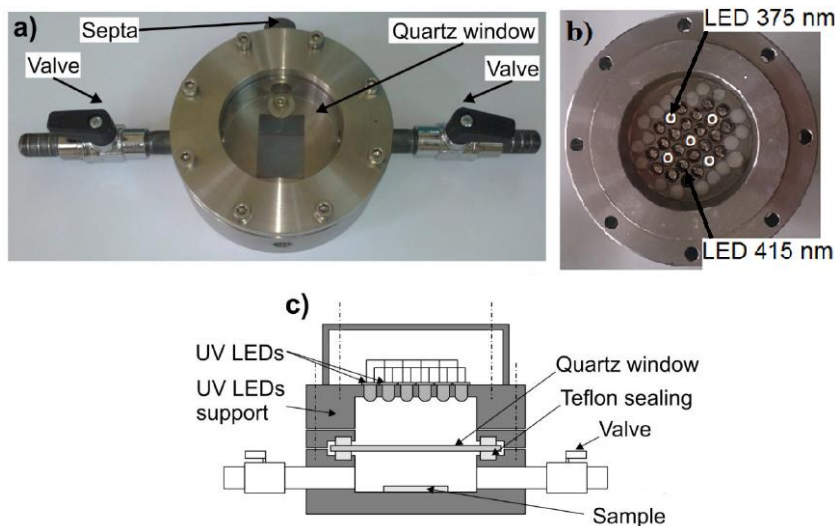 a)
Septa
Quartz window
Valve
Valve
b)
LED 375 nm
LED 415 nm
c)
UV LEDs
UV LEDs
support
Quartz window
Teflon sealing
Valve
Sample